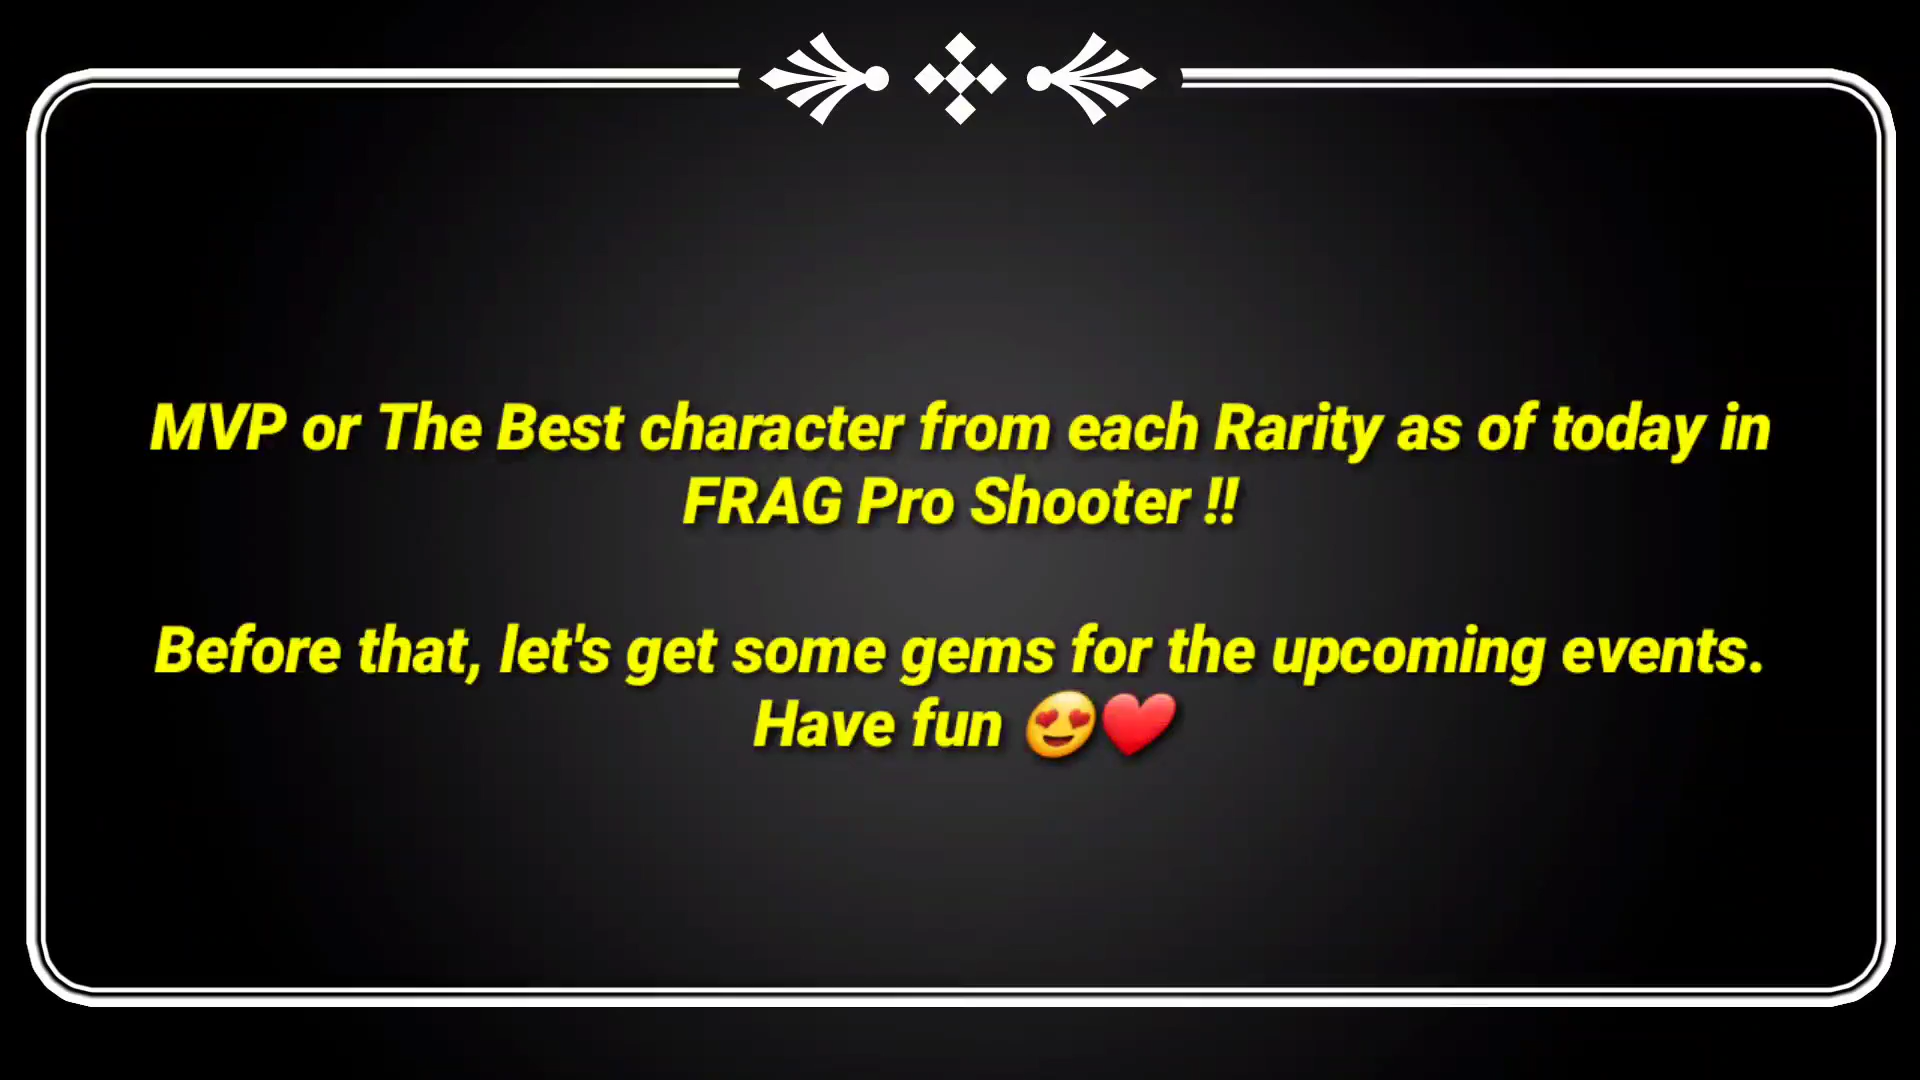 MVP or The Best character from each Rarity as of today in
FRAG Pro Shooter !!
Before that, let's get some gems for the upcoming events.
Have fun 😍❤️